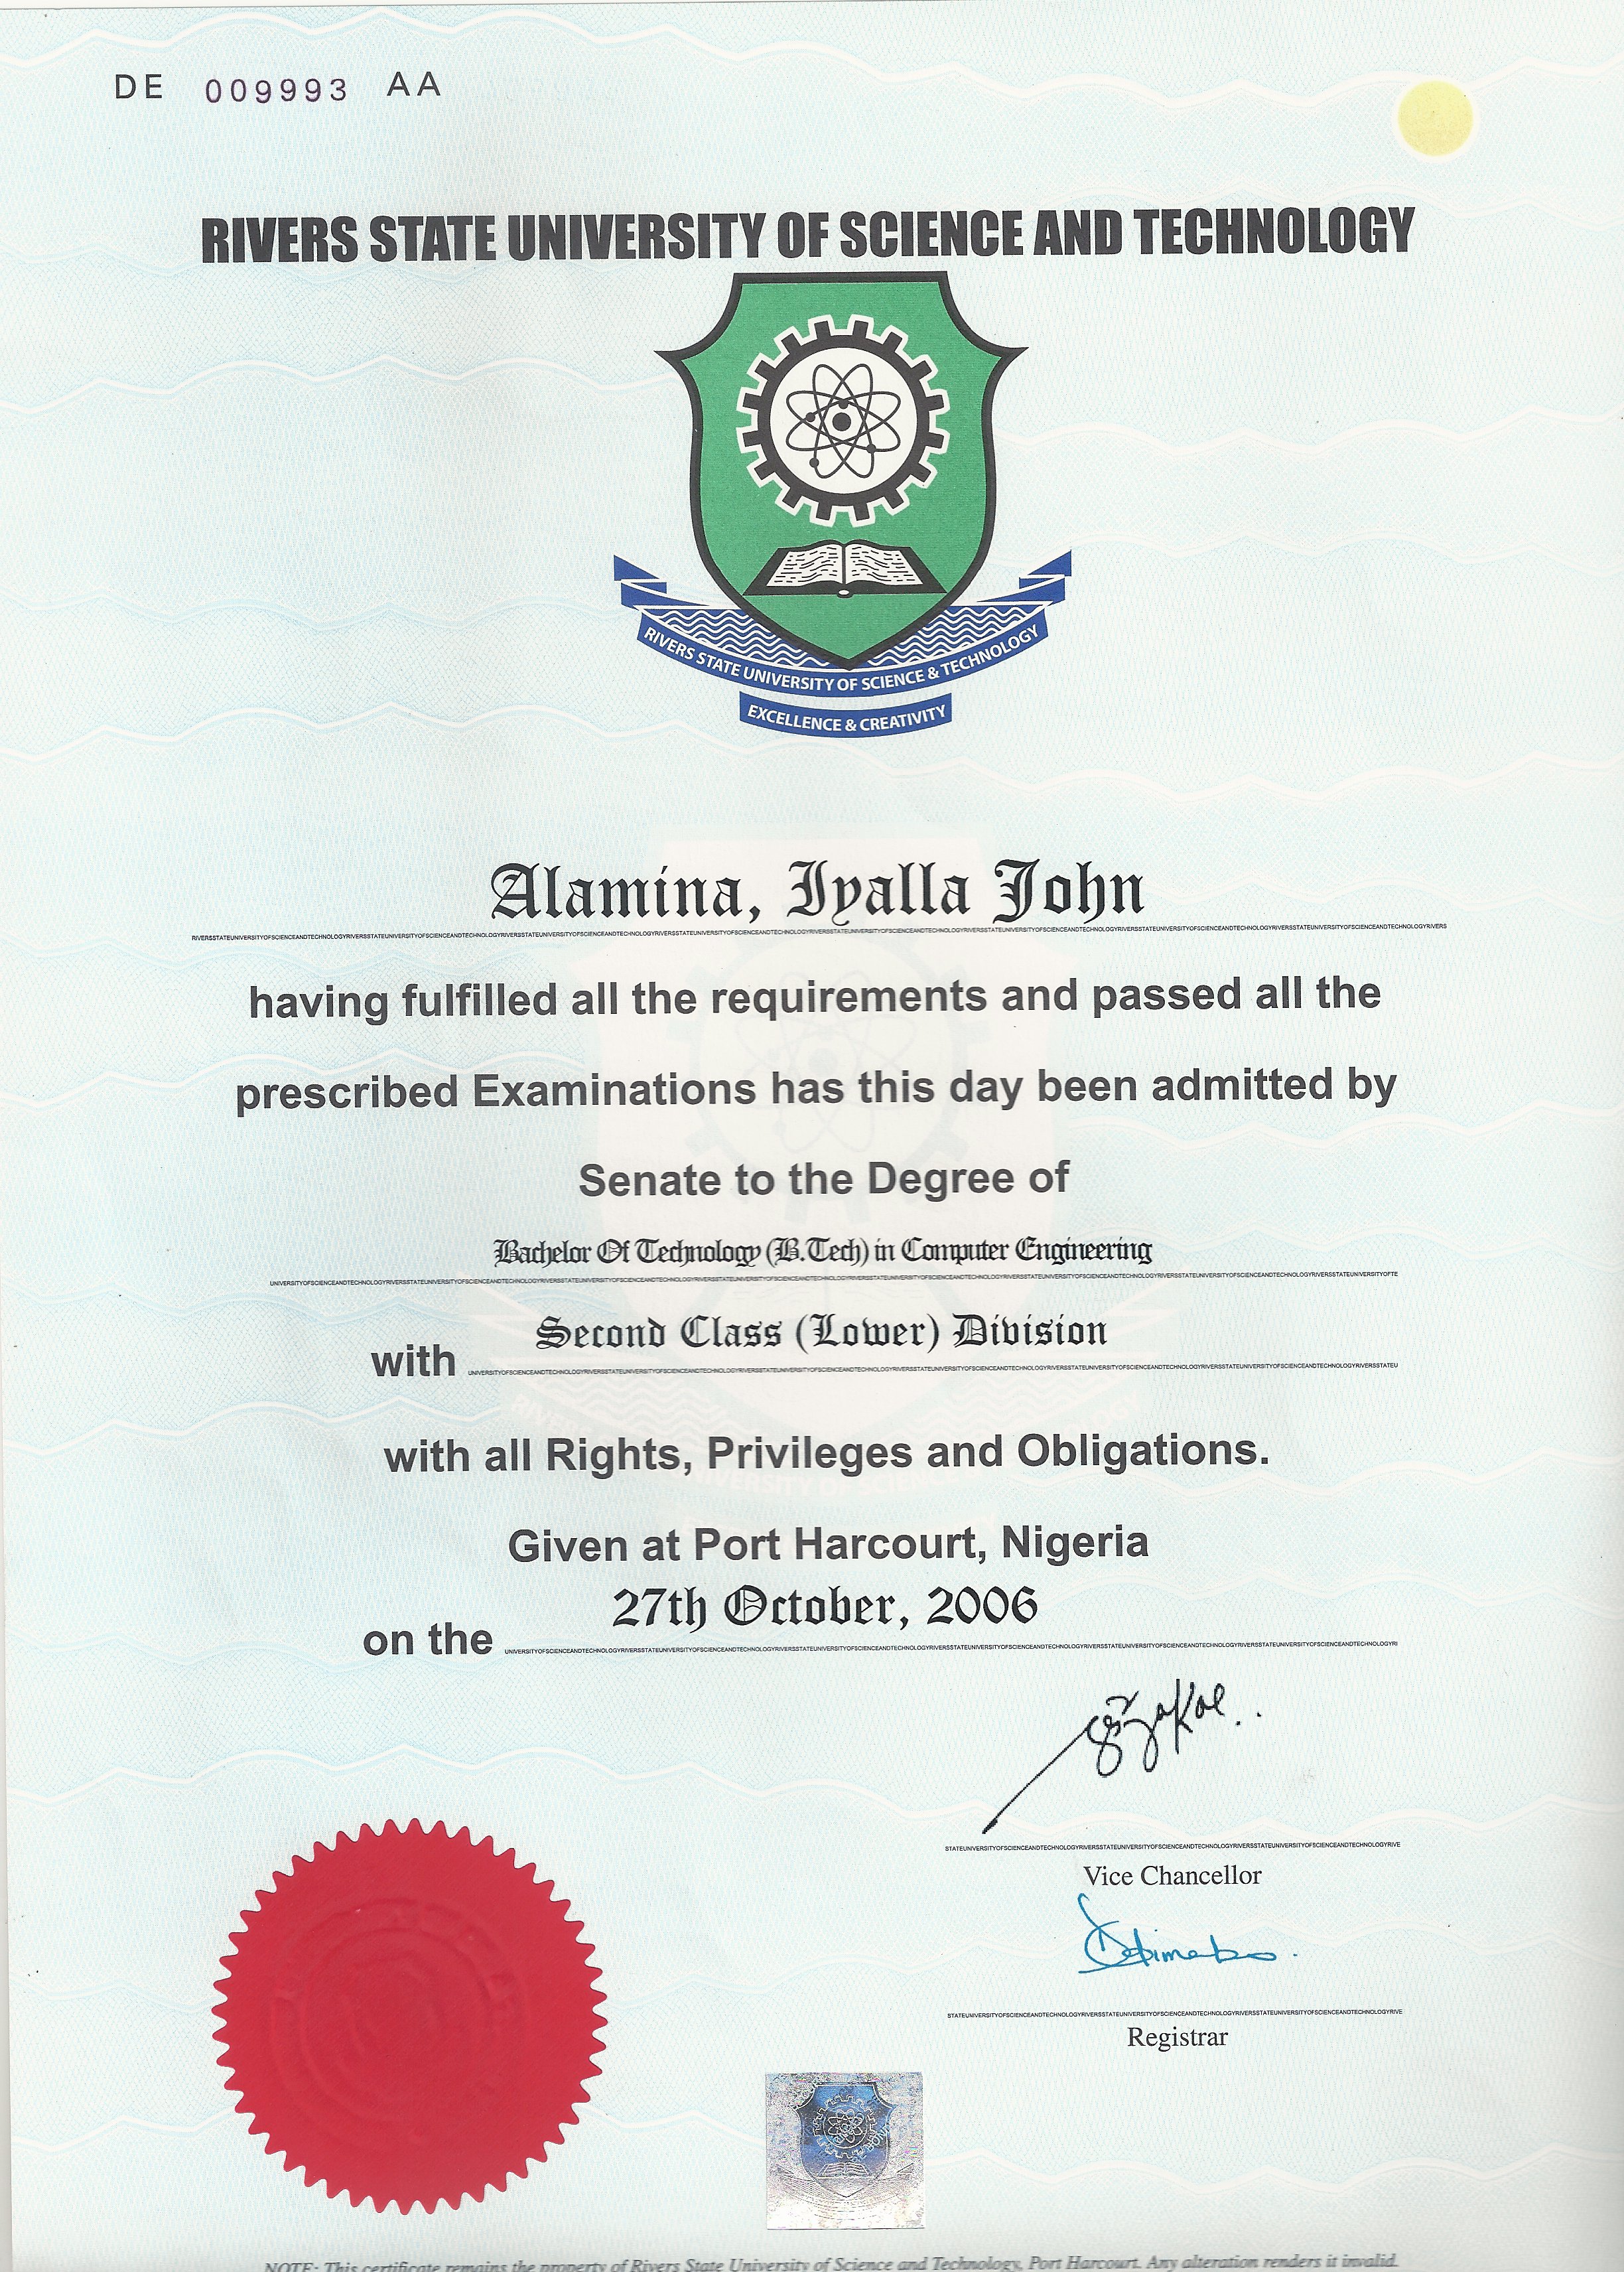 DE 009993 AA
RIVERS STATE UNIVERSITY OF SCIENCE AND TECHNOLOGY
RIVERS STATE UNIVERSITY OF SCIENCE & TECHNOLOGY
EXCELLENCE & CREATIVITY
Alamina, Iyalla John
having fulfilled all the requirements and passed all the
prescribed Examinations has this day been admitted by
Senate to the Degree of
Bachelor Of Technology (B.Tech) in Computer Engineering
Second Class (Lower) Division
with
with all Rights, Privileges and Obligations.
Given at Port Harcourt, Nigeria
27th October, 2006
on the
Vice Chancellor
Registrar
NOTE: This certificate remains the property of Rivers State University of Science and Technology, Port Harcourt. Any alteration renders it invalid.